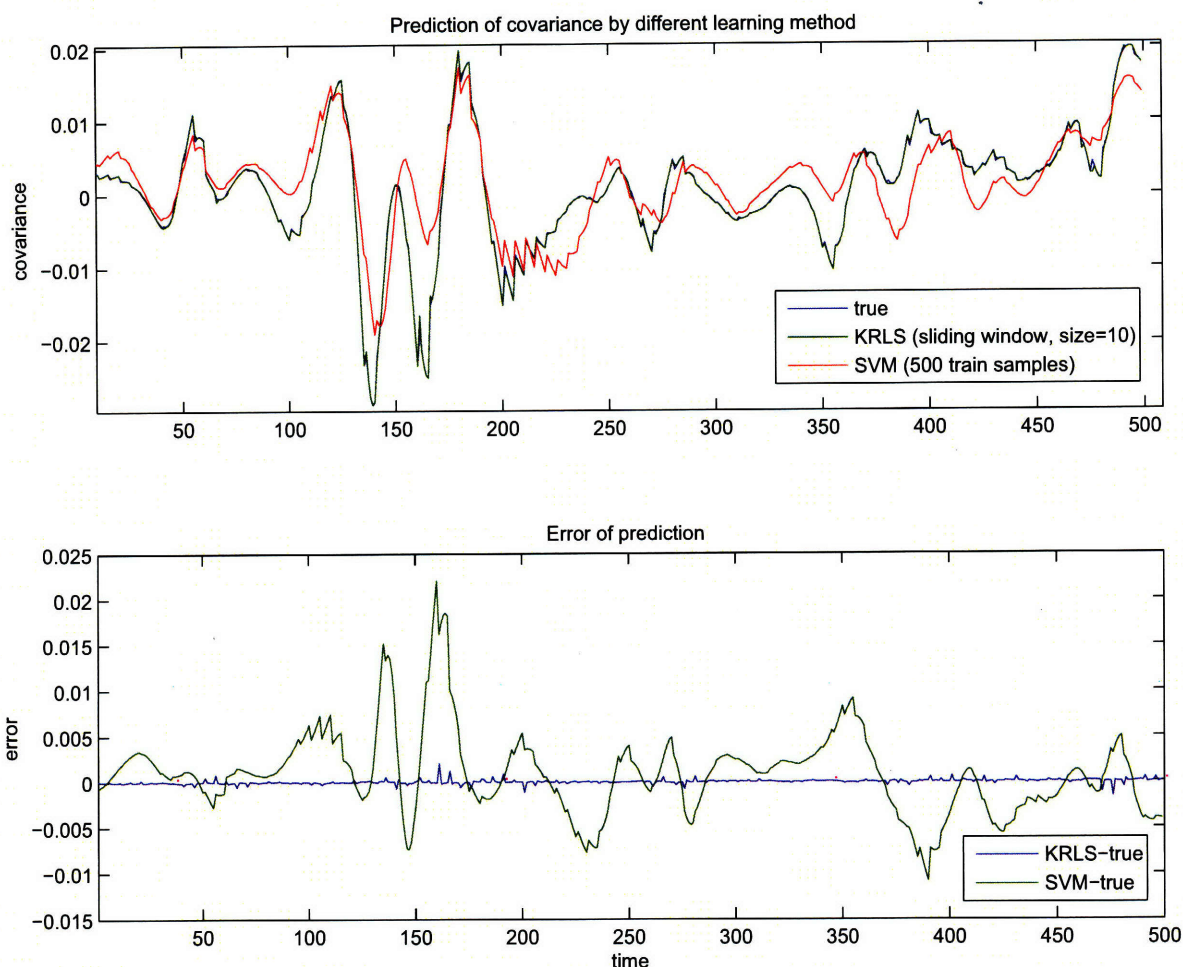 Prediction of covariance by different learning method
0.02
0.01
0
−0.01
−0.02
covariance
true
KRLS (sliding window, size=10)
SVM (500 train samples)
50 100 150 200 250 300 350 400 450 500
Error of prediction
0.025
0.02
0.015
0.01
0.005
0
−0.005
−0.01
−0.015
error
KRLS−true
SVM−true
50 100 150 200 250 300 350 400 450 500
time